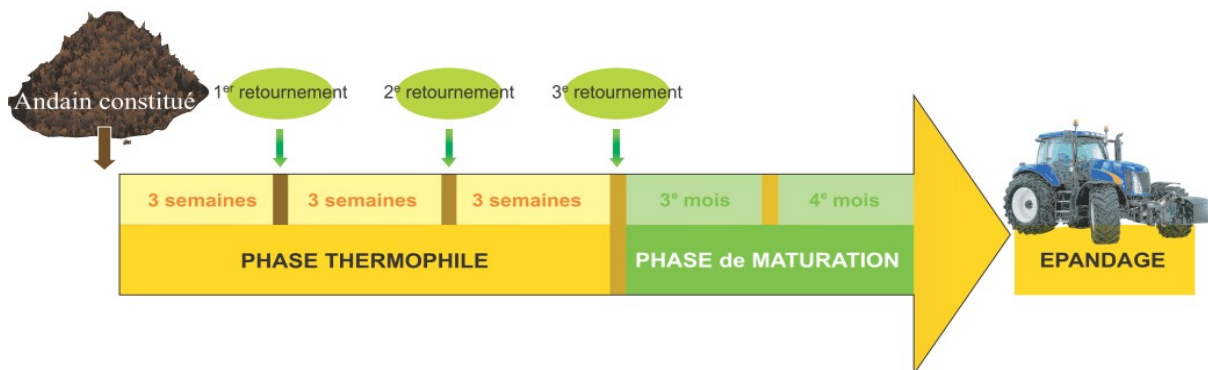 Andain constitué
1er retournement
2e retournement
3e retournement
3 semaines
3 semaines
3 semaines
3e mois
4e mois
PHASE THERMOPHILE
PHASE de MATURATION
EPANDAGE